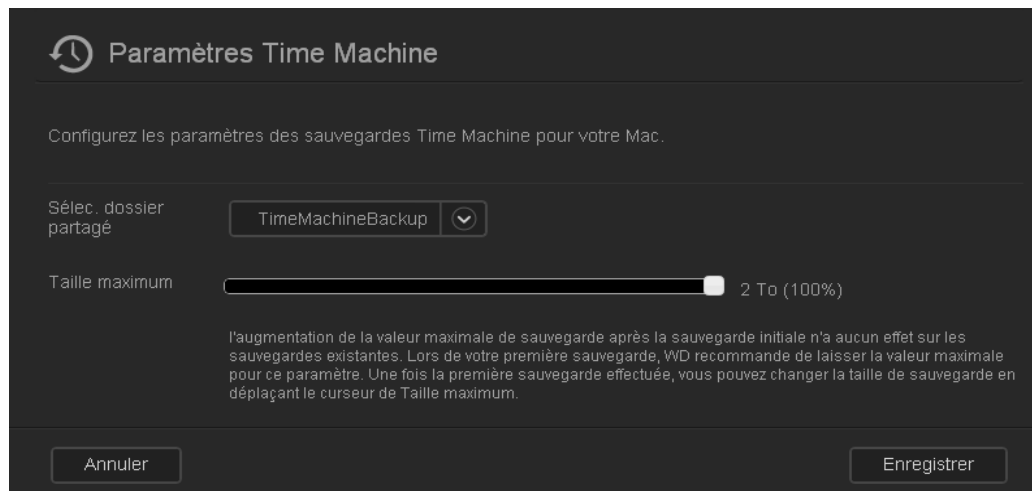 Paramètres Time Machine
Configurez les paramètres des sauvegardes Time Machine pour votre Mac.
Sélec. dossier
partagé
TimeMachineBackup
Taille maximum
2 To (100%)
l'augmentation de la valeur maximale de sauvegarde après la sauvegarde initiale n'a aucun effet sur les
sauvegardes existantes. Lors de votre première sauvegarde, WD recommande de laisser la valeur maximale
pour ce paramètre. Une fois la première sauvegarde effectuée, vous pouvez changer la taille de sauvegarde en
déplaçant le curseur de Taille maximum.
Annuler
Enregistrer